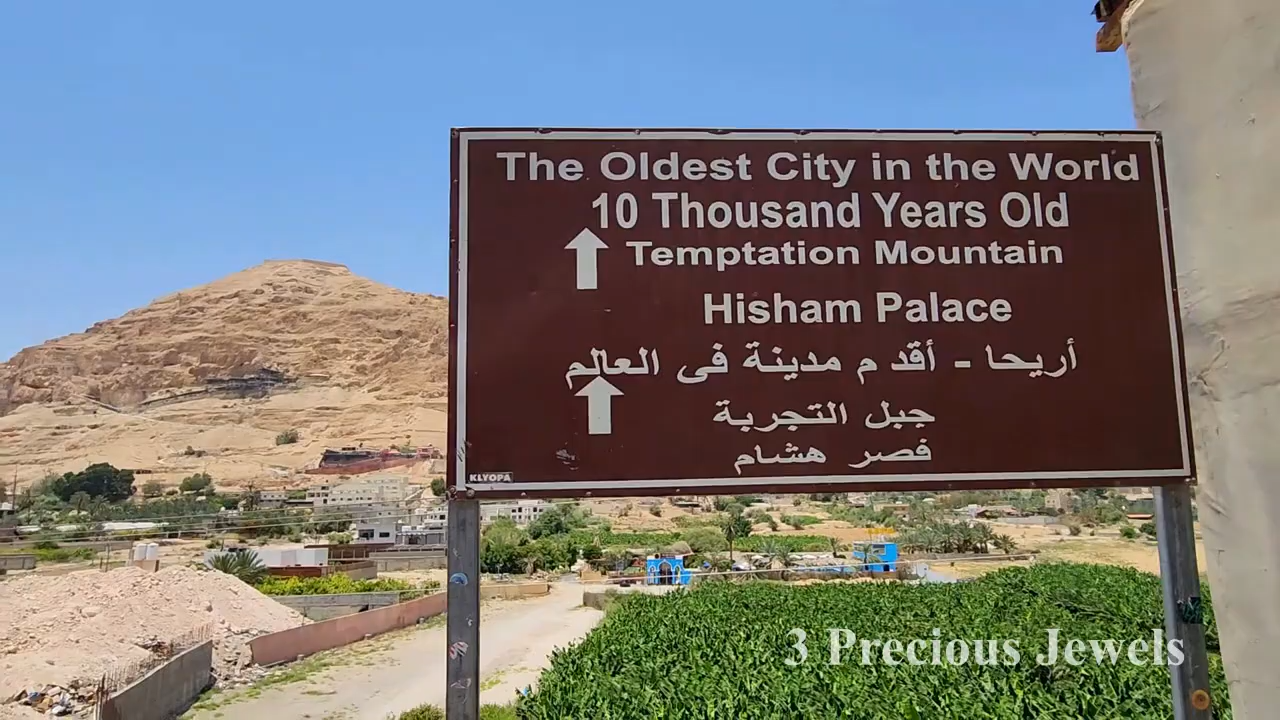 The Oldest City in the World
10 Thousand Years Old
Temptation Mountain
Hisham Palace
أريحا - أقدم مدينة فى العالم
جبل التجربة
قصر هشام
KLYOPA
3 Precious Jewels